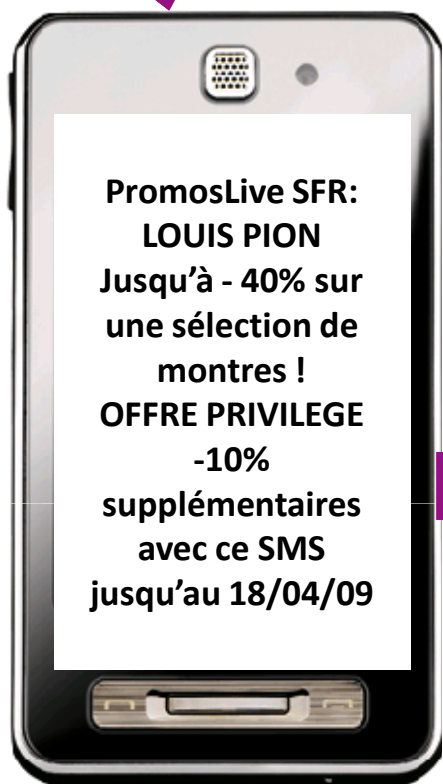 PromosLive SFR:
LOUIS PION
Jusqu’à - 40% sur
une sélection de
montres !
OFFRE PRIVILEGE
-10%
supplémentaires
avec ce SMS
jusqu’au 18/04/09